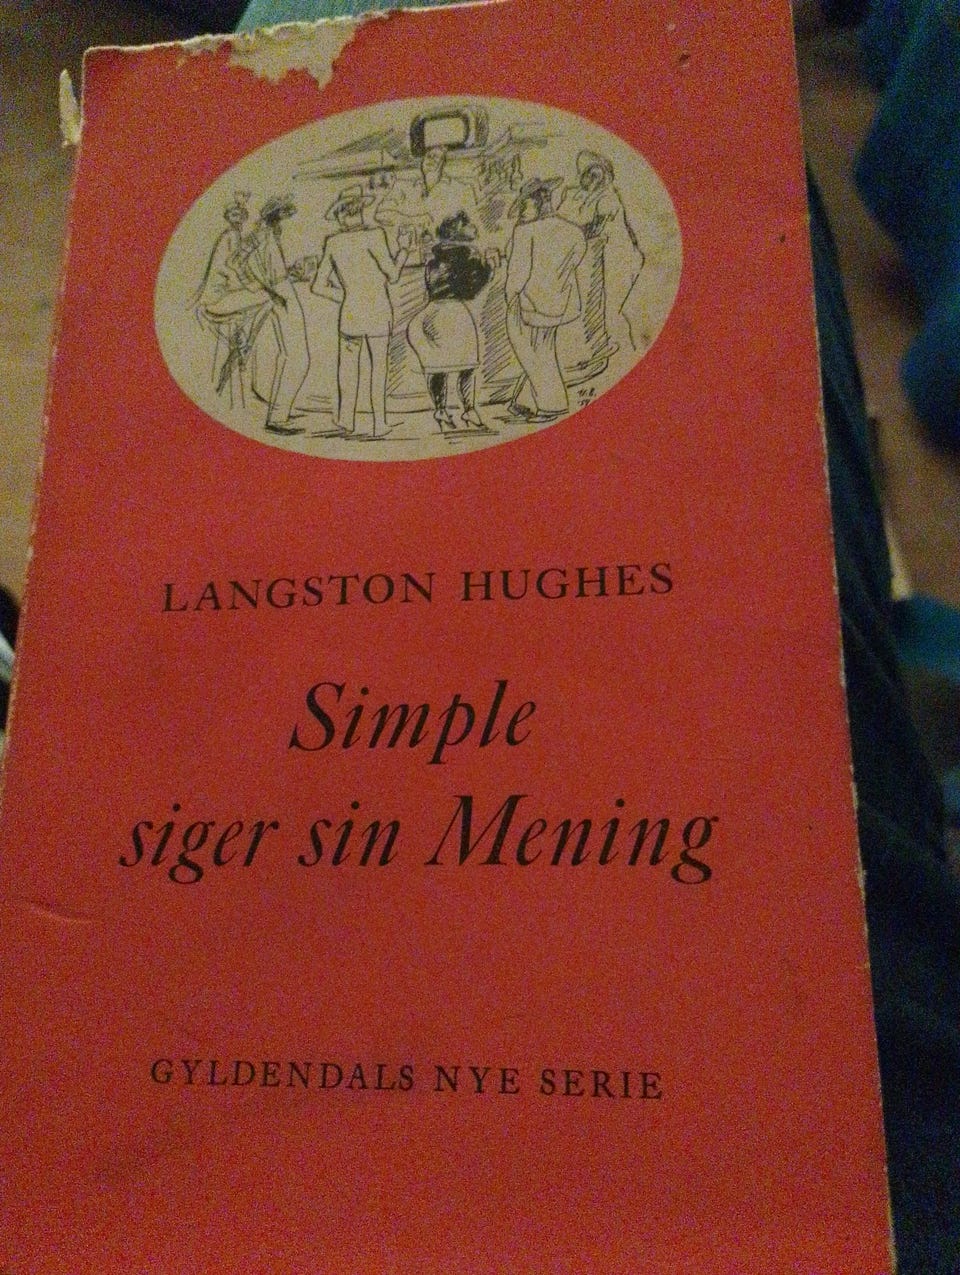 LANGSTON HUGHES
Simple
siger sin Mening
GYLDENDALS NYE SERIE